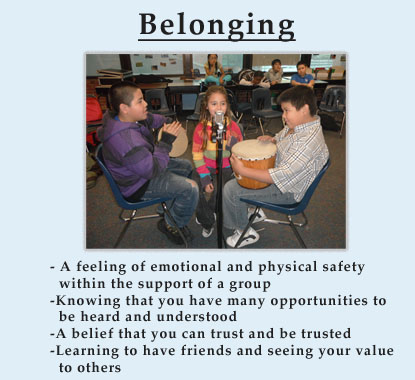 Belonging
- A feeling of emotional and physical safety
within the support of a group
-Knowing that you have many opportunities to
be heard and understood
-A belief that you can trust and be trusted
-Learning to have friends and seeing your value
to others